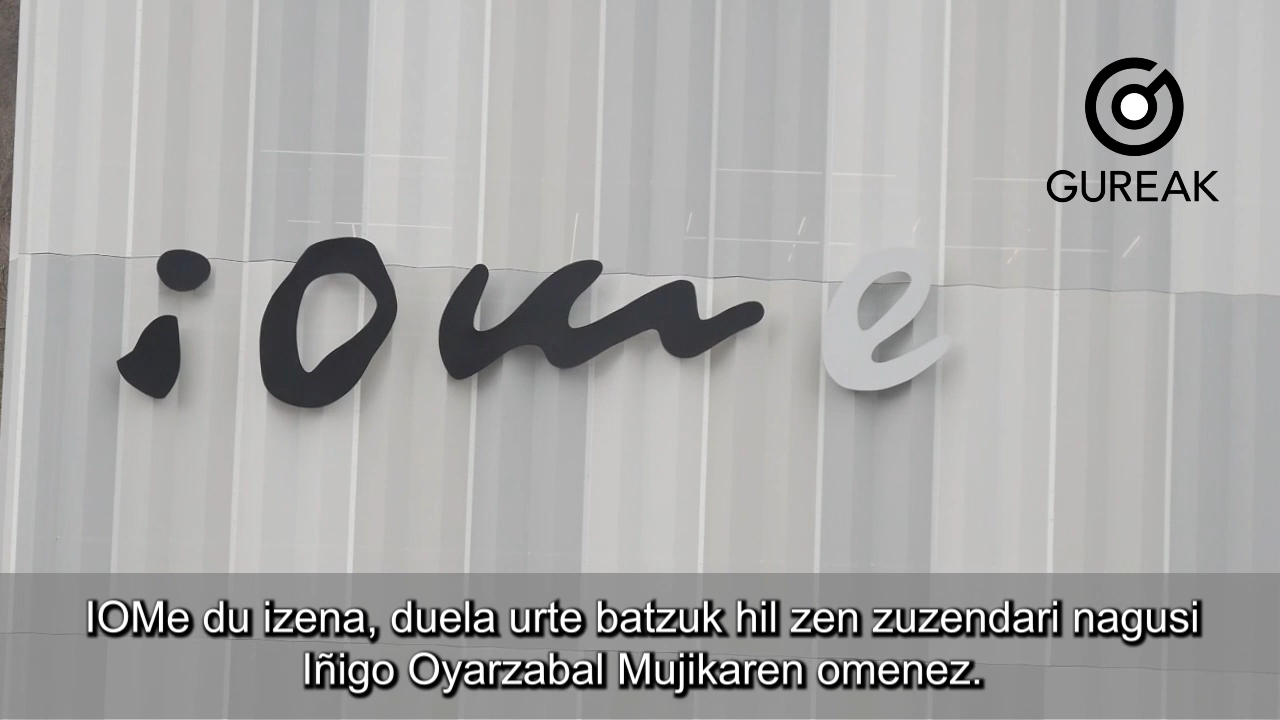 GUREAK
iome
IOMe du izena, duela urte batzuk hil zen zuzendari nagusi
Iñigo Oyarzabal Mujikaren omenez.